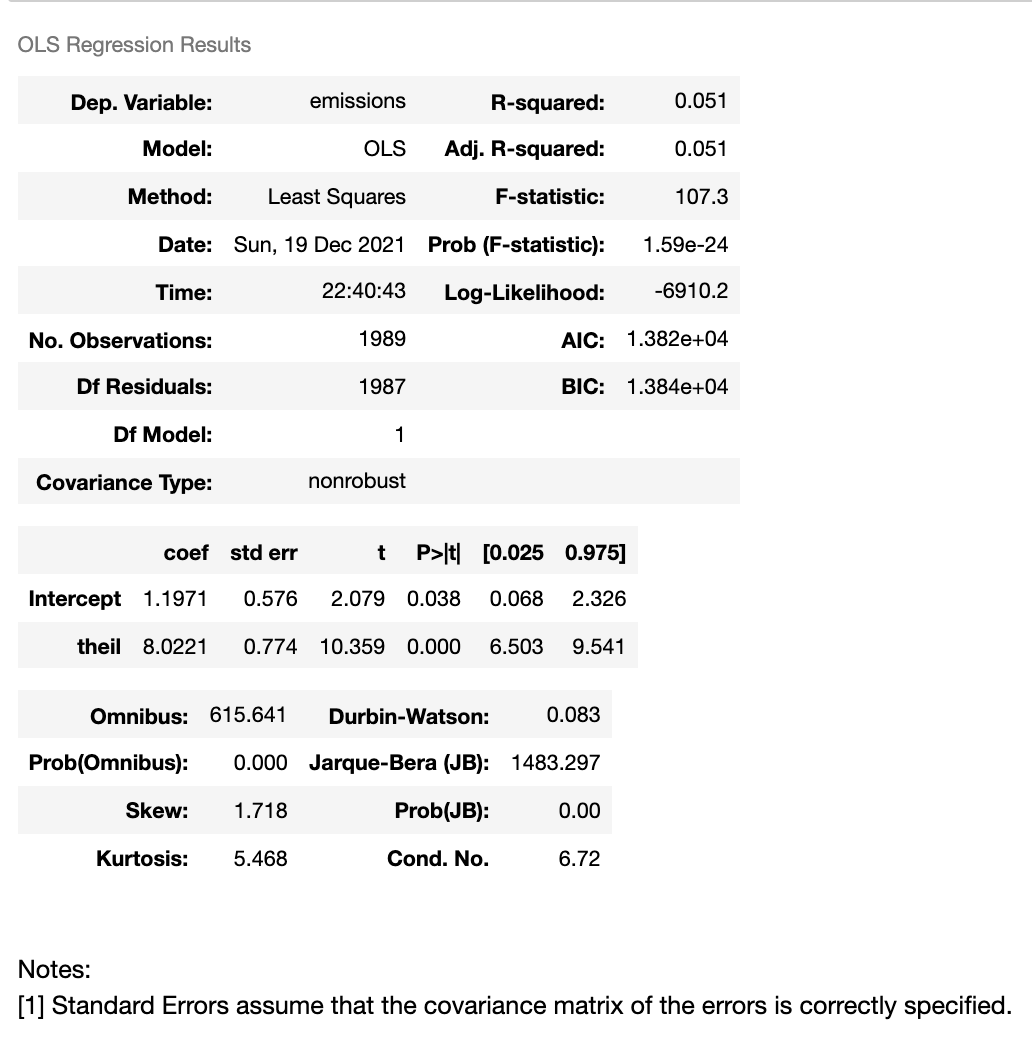 OLS Regression Results
Dep. Variable: emissions R-squared: 0.051
Model: OLS Adj. R-squared: 0.051
Method: Least Squares F-statistic: 107.3
Date: Sun, 19 Dec 2021 Prob (F-statistic): 1.59e-24
Time: 22:40:43 Log-Likelihood: -6910.2
No. Observations: 1989 AIC: 1.382e+04
Df Residuals: 1987 BIC: 1.384e+04
Df Model: 1
Covariance Type: nonrobust
coef std err t P>|t| [0.025 0.975]
Intercept 1.1971 0.576 2.079 0.038 0.068 2.326
theil 8.0221 0.774 10.359 0.000 6.503 9.541
Omnibus: 615.641 Durbin-Watson: 0.083
Prob(Omnibus): 0.000 Jarque-Bera (JB): 1483.297
Skew: 1.718 Prob(JB): 0.00
Kurtosis: 5.468 Cond. No. 6.72
Notes:
[1] Standard Errors assume that the covariance matrix of the errors is correctly specified.